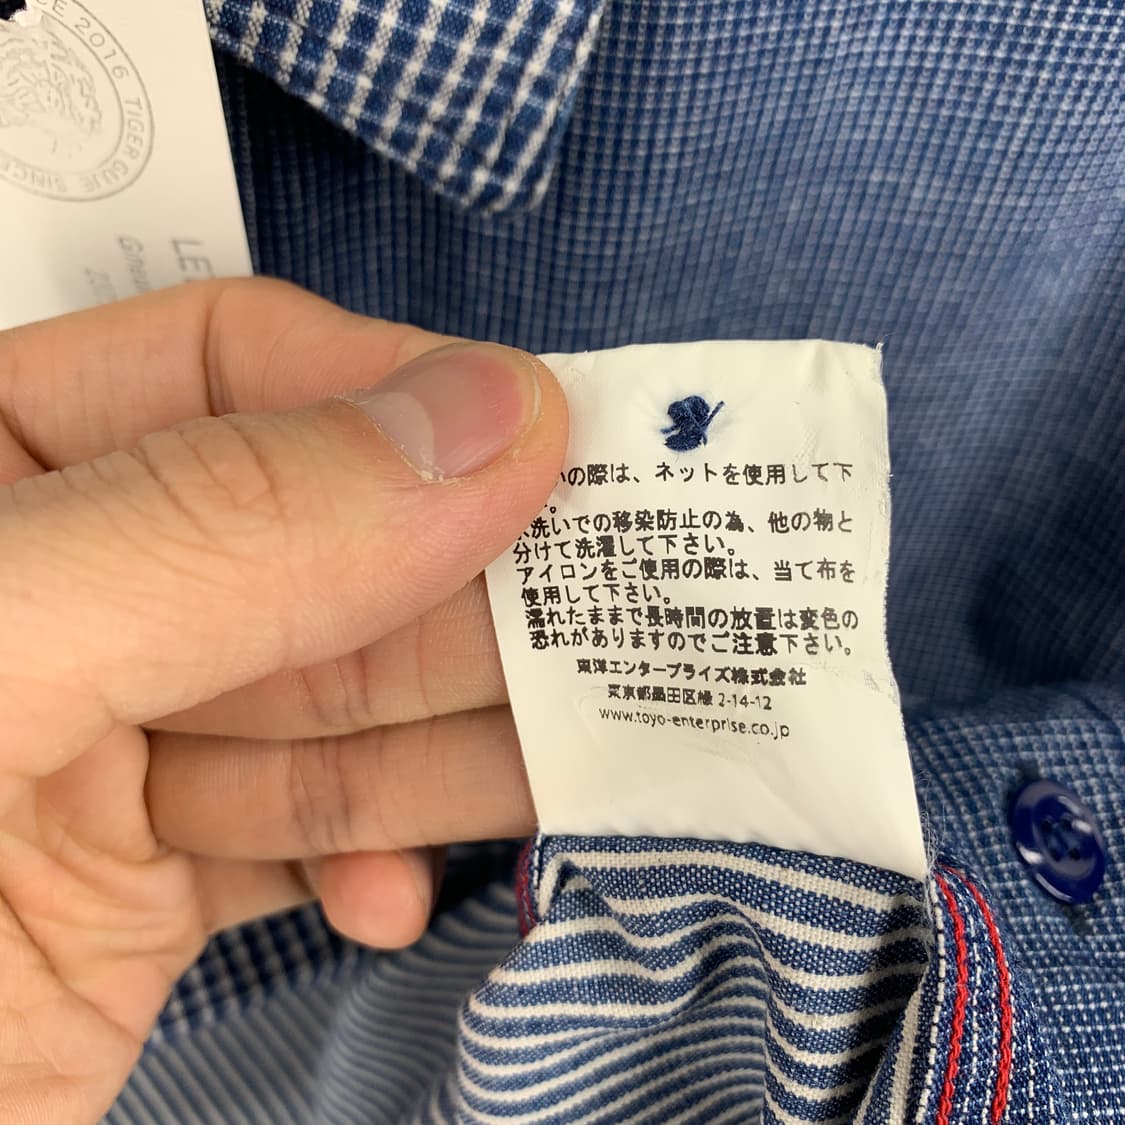 CE 2016 TIGER GUIE SINCE
LE
いの際は、ネットを使用して下
。
洗いでの移染防止の為、他の物と
分けて洗濯して下さい。
アイロンをご使用の際は、当て布を
使用して下さい。
濡れたままで長時間の放置は変色の
恐れがありますのでご注意下さい。
東洋エンタープライズ株式会社
東京都墨田区緑 2-14-12
www.toyo-enterprise.co.jp